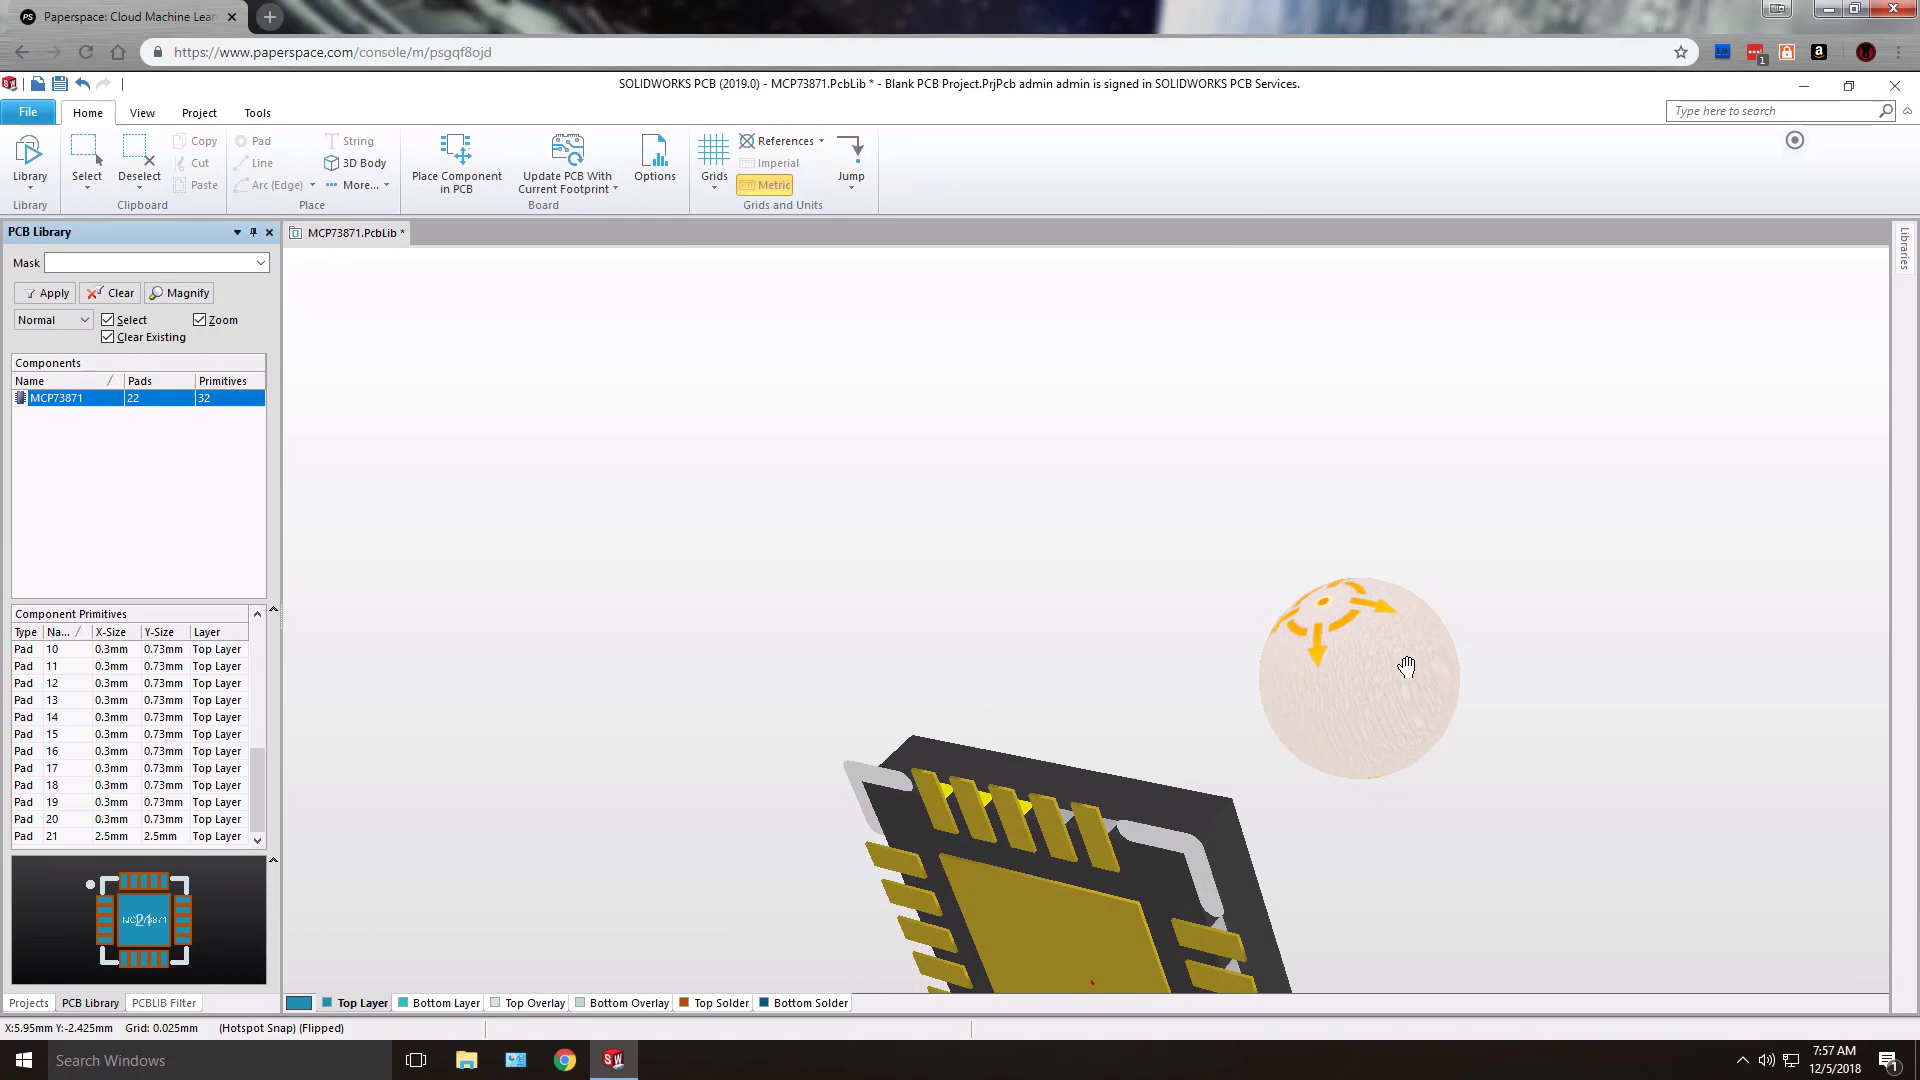 Paperspace: Cloud Machine Lear
https://www.paperspace.com/console/m/psgqf8ojd
1
SOLIDWORKS PCB (2019.0) - MCP73871.PcbLib * - Blank PCB Project.PrjPcb admin admin is signed in SOLIDWORKS PCB Services.
File Home View Project Tools
Type here to search
Library
Select
Deselect
Copy
Cut
Paste
Pad
Line
Arc (Edge)
String
3D Body
More...
Place Component
in PCB
Update PCB With
Current Footprint
Options
Grids
References
Imperial
Metric
Jump
Library Clipboard Place Board Grids and Units
PCB Library
MCP73871.PcbLib *
Libraries
Mask
Apply Clear Magnify
Normal Select Zoom
Clear Existing
Components
Name Pads Primitives
MCP73871 22 32
Component Primitives
Type Na... X-Size Y-Size Layer
Pad 10 0.3mm 0.73mm Top Layer
Pad 11 0.3mm 0.73mm Top Layer
Pad 12 0.3mm 0.73mm Top Layer
Pad 13 0.3mm 0.73mm Top Layer
Pad 14 0.3mm 0.73mm Top Layer
Pad 15 0.3mm 0.73mm Top Layer
Pad 16 0.3mm 0.73mm Top Layer
Pad 17 0.3mm 0.73mm Top Layer
Pad 18 0.3mm 0.73mm Top Layer
Pad 19 0.3mm 0.73mm Top Layer
Pad 20 0.3mm 0.73mm Top Layer
Pad 21 2.5mm 2.5mm Top Layer
Projects PCB Library PCBLIB Filter
Top Layer Bottom Layer Top Overlay Bottom Overlay Top Solder Bottom Solder
X:5.95mm Y:-2.425mm Grid: 0.025mm (Hotspot Snap) (Flipped)
Search Windows
7:57 AM
12/5/2018
1